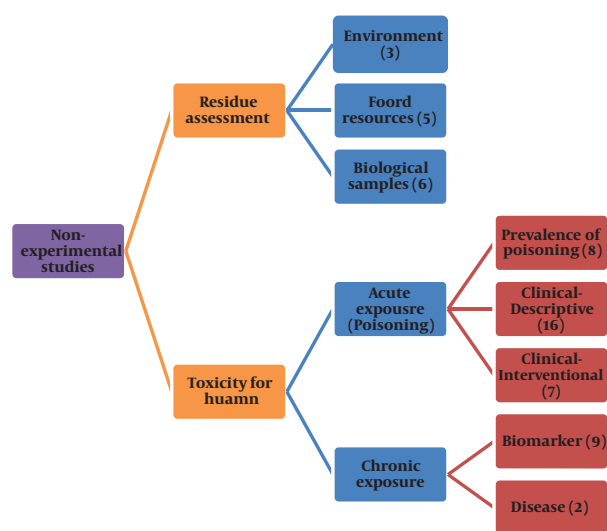 Non-
experimental
studies
Residue
assessment
Environment
(3)
Foord
resources (5)
Biological
samples (6)
Toxicity for
huamn
Acute
expousre
(Poisoning)
Prevalence of
poisoning (8)
Clinical-
Descriptive
(16)
Clinical-
Interventional
(7)
Chronic
exposure
Biomarker (9)
Disease (2)